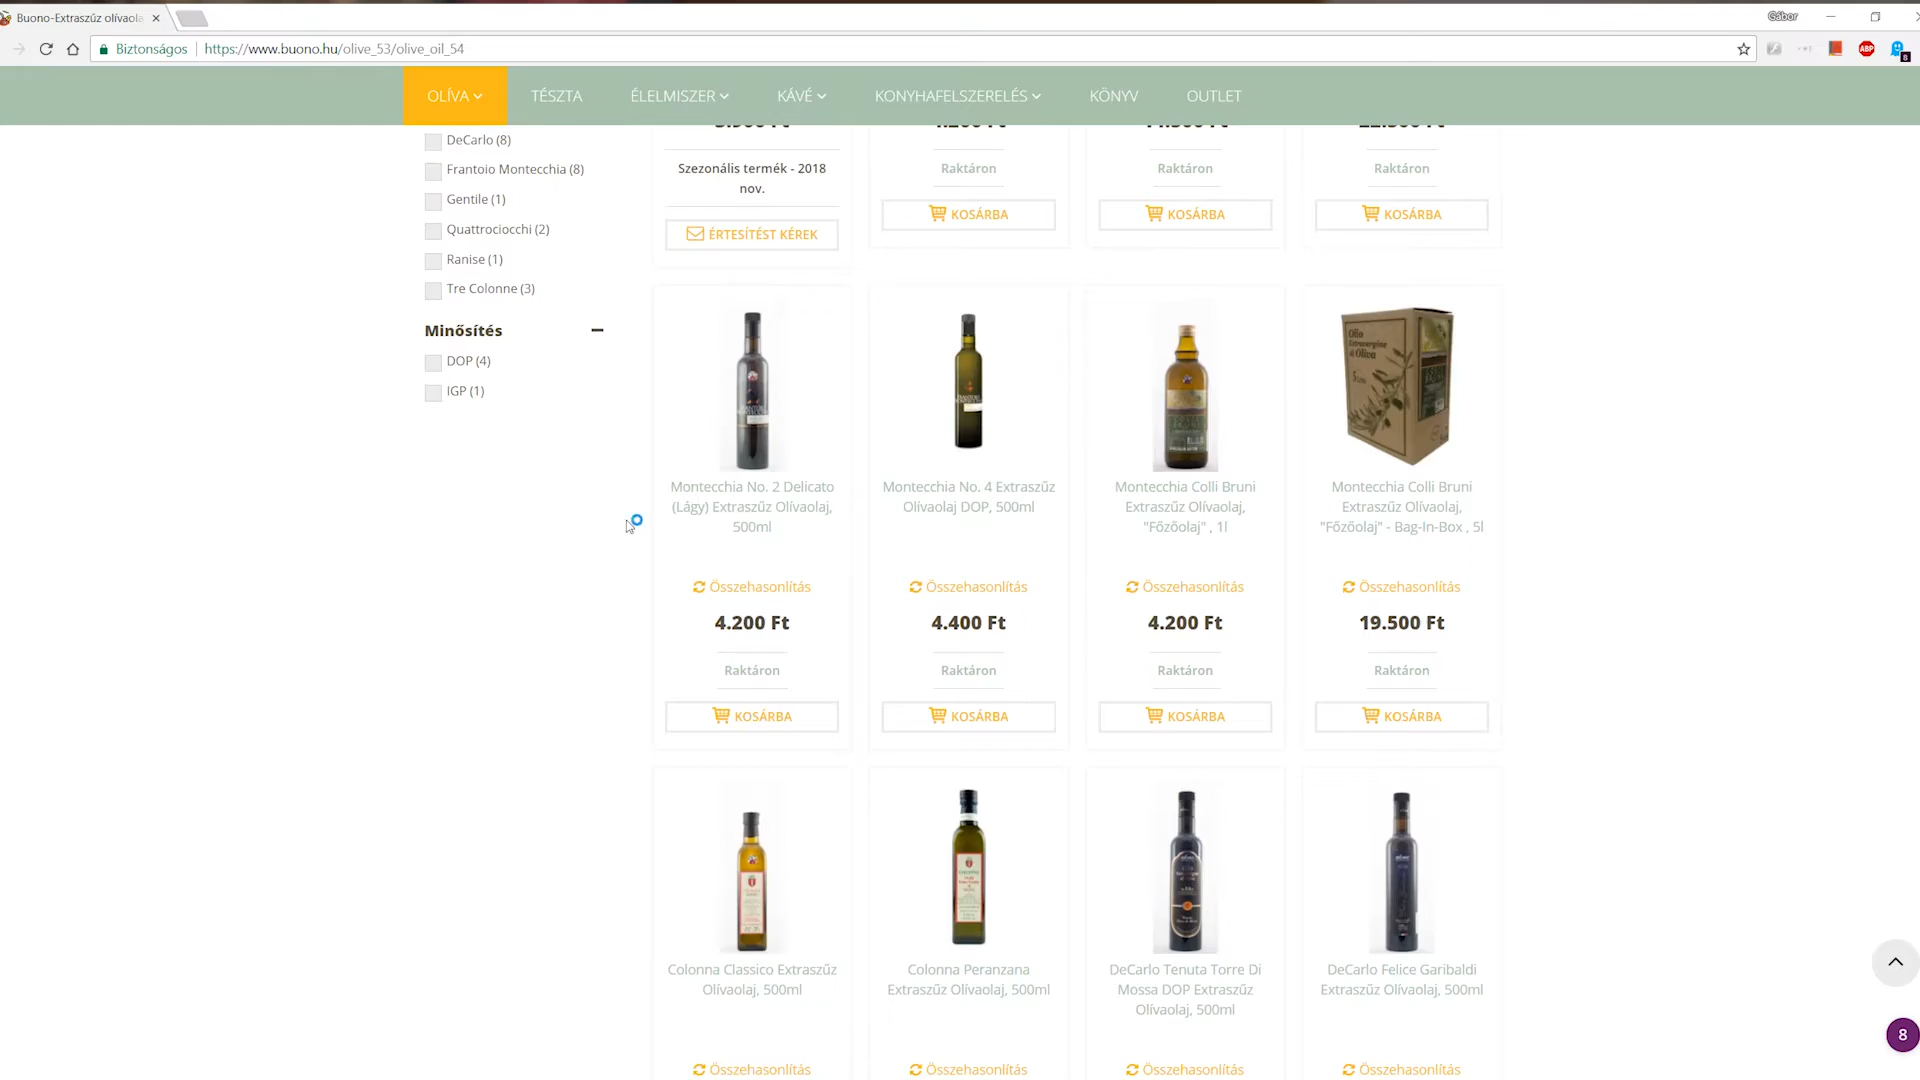 Buono-Extraszűz olívaola
Gábor
Biztonságos
https://www.buono.hu/olive_53/olive_oil_54
ABP
8
OLÍVA
TÉSZTA
ÉLELMISZER
KÁVÉ
KONYHAFELSZERELÉS
KÖNYV
OUTLET
DeCarlo (8)
Frantoio Montecchia (8)
Gentile (1)
Quattrociocchi (2)
Ranise (1)
Tre Colonne (3)
Minősítés
DOP (4)
IGP (1)
Szezonális termék - 2018
nov.
ÉRTESÍTÉST KÉREK
Raktáron
KOSÁRBA
Raktáron
KOSÁRBA
Raktáron
KOSÁRBA
Montecchia No. 2 Delicato
(Lágy) Extraszűz Olívaolaj,
500ml
Összehasonlítás
4.200 Ft
Raktáron
KOSÁRBA
Montecchia No. 4 Extraszűz
Olívaolaj DOP, 500ml
Összehasonlítás
4.400 Ft
Raktáron
KOSÁRBA
Montecchia Colli Bruni
Extraszűz Olívaolaj,
"Főzőolaj" , 1l
Összehasonlítás
4.200 Ft
Raktáron
KOSÁRBA
Olio
Extravergine
di Oliva
Montecchia Colli Bruni
Extraszűz Olívaolaj,
"Főzőolaj" - Bag-In-Box , 5l
Összehasonlítás
19.500 Ft
Raktáron
KOSÁRBA
Colonna Classico Extraszűz
Olívaolaj, 500ml
Összehasonlítás
Colonna Peranzana
Extraszűz Olívaolaj, 500ml
Összehasonlítás
DeCarlo Tenuta Torre Di
Mossa DOP Extraszűz
Olívaolaj, 500ml
Összehasonlítás
DeCarlo Felice Garibaldi
Extraszűz Olívaolaj, 500ml
Összehasonlítás
8